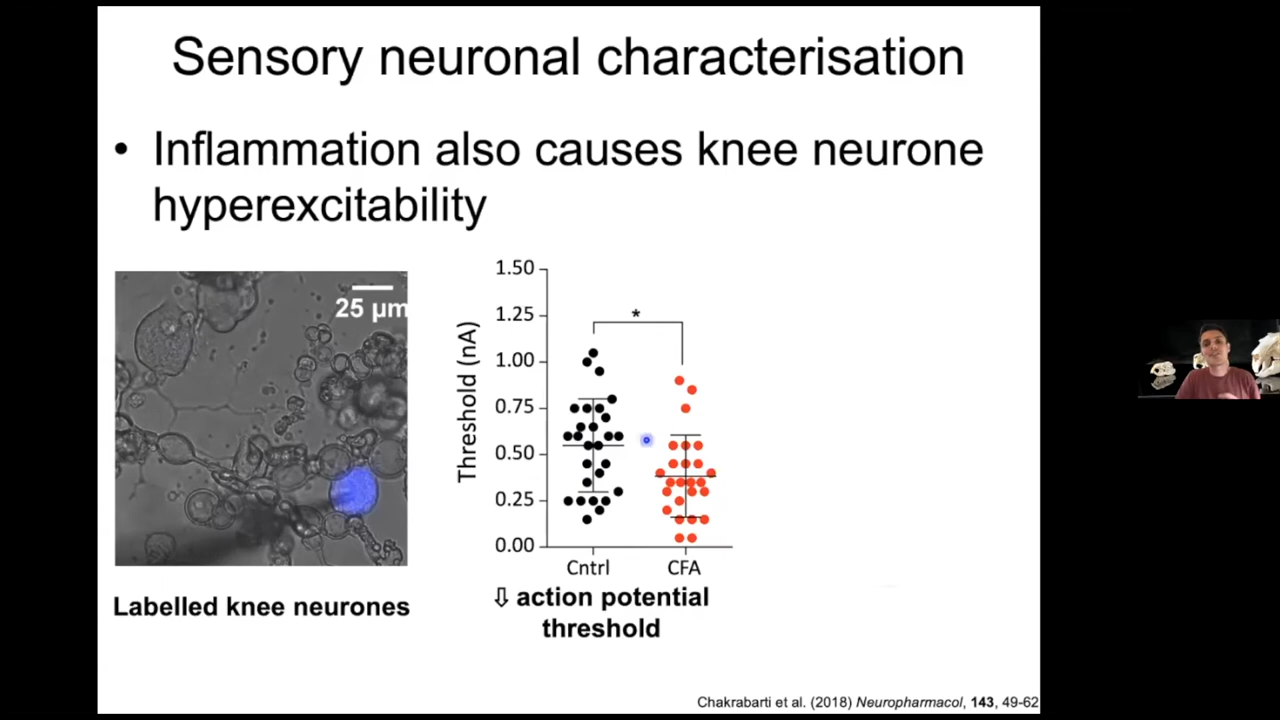 Sensory neuronal characterisation
• Inflammation also causes knee neurone
hyperexcitability
25 µm
Labelled knee neurones
Threshold (nA)
1.50
1.25
1.00
0.75
0.50
0.25
0.00
*
Cntrl
CFA
⇩ action potential
threshold
Chakrabarti et al. (2018) Neuropharmacol, 143, 49-62